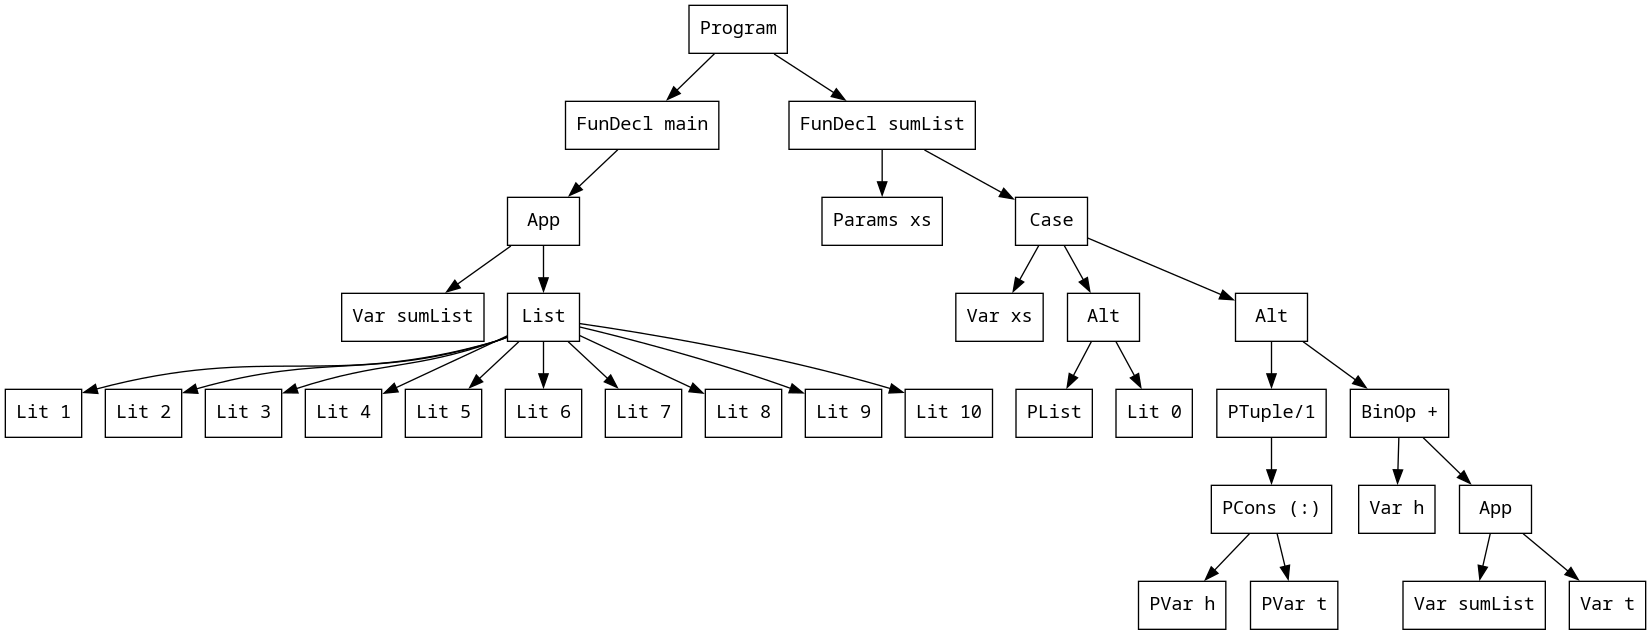 Program
FunDecl main
FunDecl sumList
App
Params xs
Case
Var sumList
List
Var xs
Alt
Alt
Lit 1
Lit 2
Lit 3
Lit 4
Lit 5
Lit 6
Lit 7
Lit 8
Lit 9
Lit 10
PList
Lit 0
PTuple/1
BinOp +
PCons (:)
Var h
App
PVar h
PVar t
Var sumList
Var t